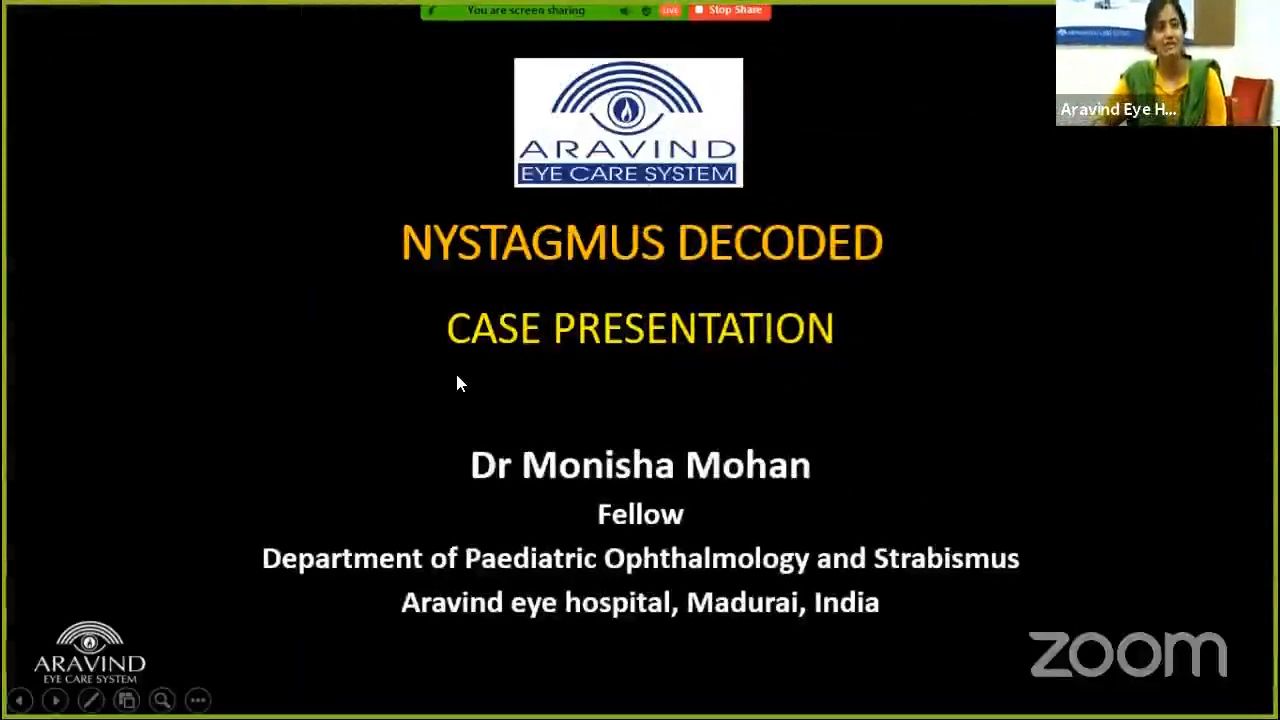 You are screen sharing
LIVE
Stop Share
Aravind Eye H...
ARAVIND
EYE CARE SYSTEM
NYSTAGMUS DECODED
CASE PRESENTATION
Dr Monisha Mohan
Fellow
Department of Paediatric Ophthalmology and Strabismus
Aravind eye hospital, Madurai, India
ARAVIND
EYE CARE SYSTEM
zoom